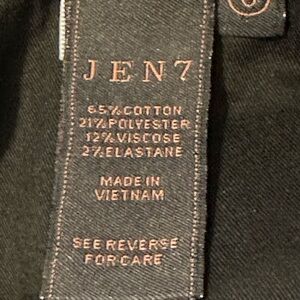 JEN7
65%COTTON
21%POLYESTER
12%VISCOSE
2%ELASTANE
MADE IN
VIETNAM
SEE REVERSE
FOR CARE